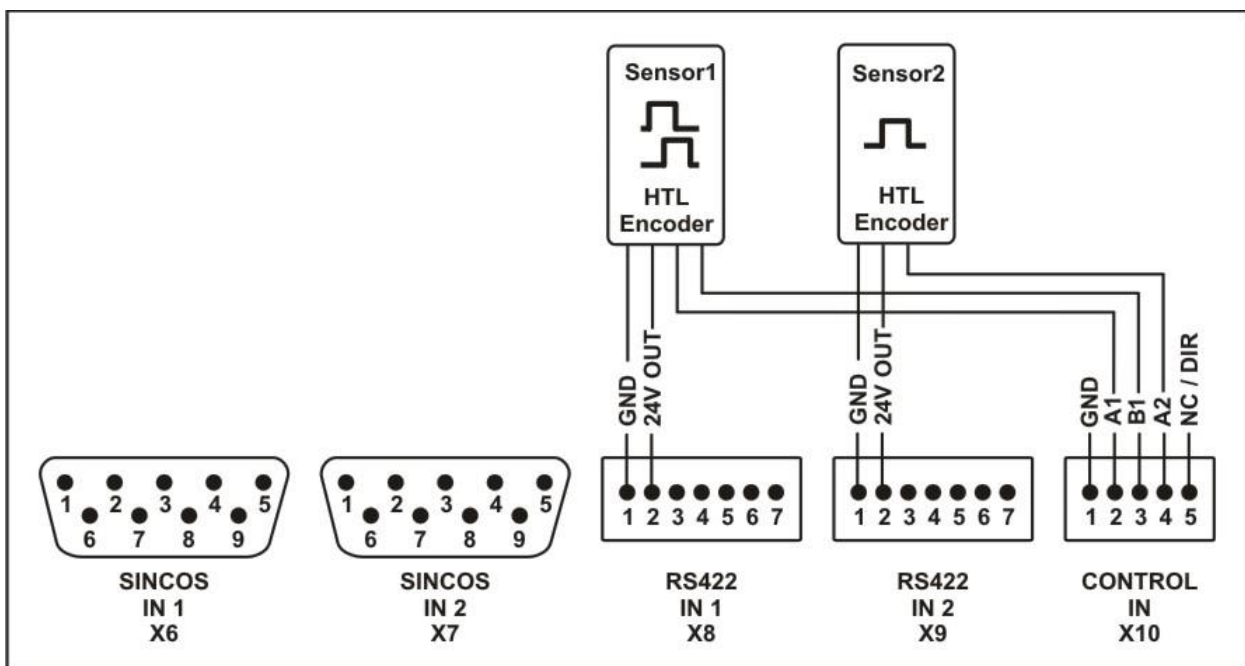 Sensor1
HTL
Encoder
Sensor2
HTL
Encoder
GND
24V OUT
GND
24V OUT
GND
A1
B1
A2
NC / DIR
1 2 3 4 5
6 7 8 9
SINCOS
IN 1
X6
1 2 3 4 5
6 7 8 9
SINCOS
IN 2
X7
1 2 3 4 5 6 7
RS422
IN 1
X8
1 2 3 4 5 6 7
RS422
IN 2
X9
1 2 3 4 5
CONTROL
IN
X10